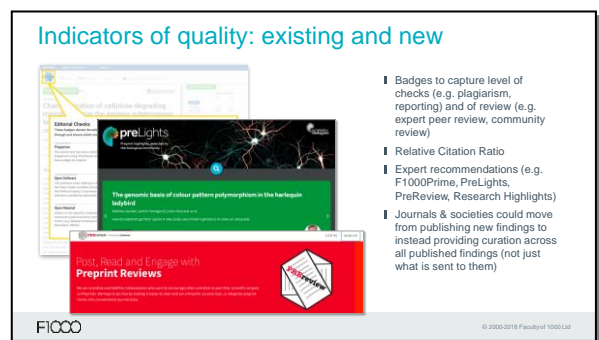 Indicators of quality: existing and new
Editorial Checks
Plagiarism
Open Software
Open Material
preLights
The genomic basis of colour pattern polymorphism in the harlequin
ladybird
Post, Read and Engage with
Preprint Reviews
PREreview
Badges to capture level of
checks (e.g. plagiarism,
reporting) and of review (e.g.
expert peer review, community
review)
Relative Citation Ratio
Expert recommendations (e.g.
F1000Prime, PreLights,
PreReview, Research Highlights)
Journals & societies could move
from publishing new findings to
instead providing curation across
all published findings (not just
what is sent to them)
F1000
© 2000-2018 Faculty of 1000 Ltd